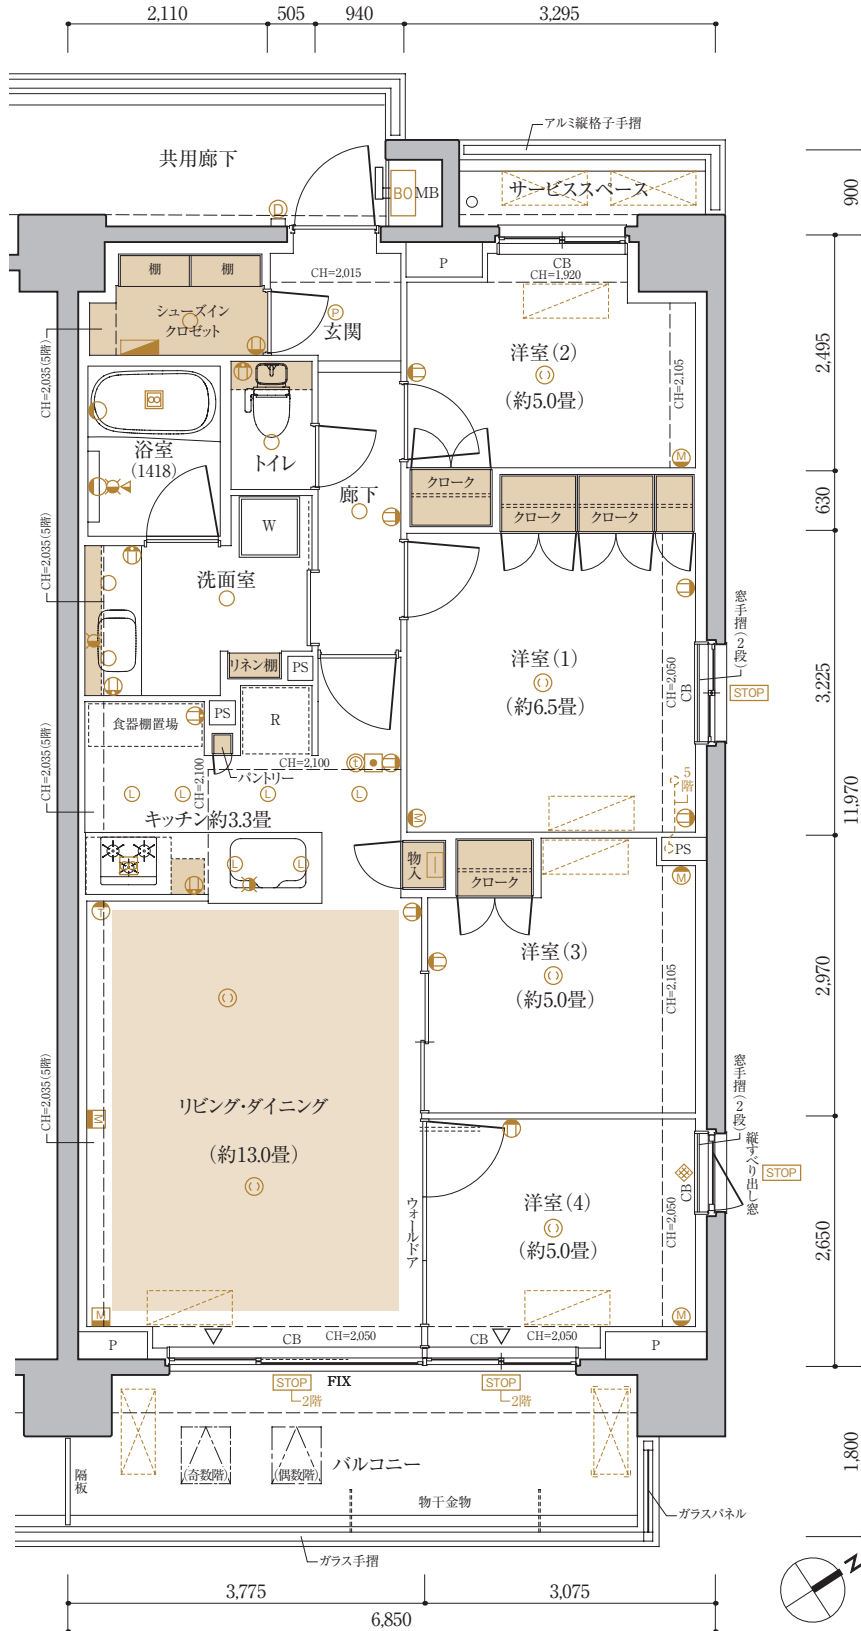 2,110
505
940
3,295
アルミ縦格子手摺
共用廊下
BO
MB
サービススペース
900
D
棚
棚
CH=2,015
P
CB
CH=1,920
シューズイン
クロゼット
P
玄関
洋室(2)
(約5.0畳)
CH=2,105
2,495
CH=2,035(5階)
浴室
(1418)
トイレ
M
廊下
クローク
クローク
クローク
630
W
CH=2,035(5階)
洗面室
窓手摺(2段)
リネン棚
PS
洋室(1)
(約6.5畳)
CH=2,050
CB
STOP
3,225
食器棚置場
PS
R
CH=2,035(5階)
CH=2,100
CH=2,100
パントリー
t
5階
11,970
L
L
L
L
キッチン約3.3畳
M
L
L
物入
クローク
PS
M
T
洋室(3)
(約5.0畳)
CH=2,105
2,970
CH=2,035(5階)
M
リビング・ダイニング
(約13.0畳)
窓手摺(2段)
縦すべり出し窓
STOP
CB
ウォールドア
洋室(4)
(約5.0畳)
CH=2,050
2,650
M
M
P
CB
CH=2,050
CB
CH=2,050
P
STOP
FIX
STOP
2階
2階
隔板
(奇数階)
(偶数階)
バルコニー
物干金物
1,800
ガラスパネル
ガラス手摺
N
3,775
3,075
6,850